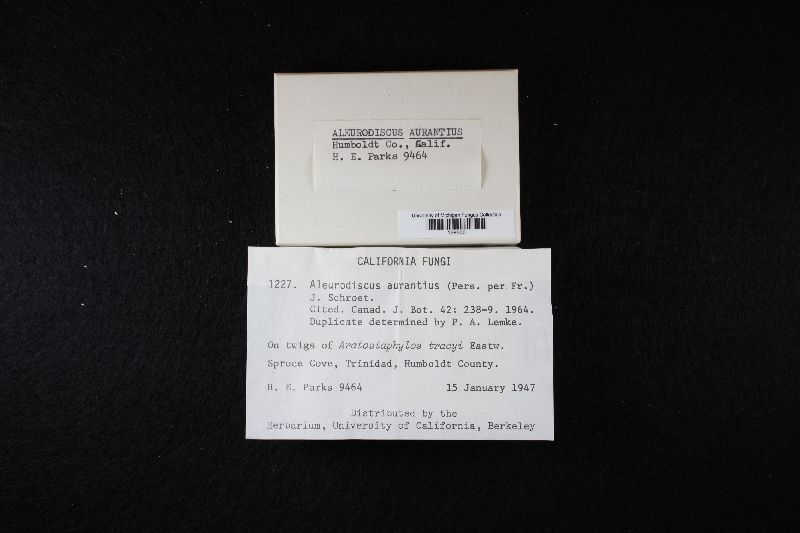 ALEURODISCUS AURANTIUS
Humboldt Co., Calif.
H. E. Parks 9464
University of Michigan Fungus Collection
CALIFORNIA FUNGI
1227. Aleurodiscus aurantius (Pers. per Fr.)
J. Schroet.
Cited. Canad. J. Bot. 42: 238-9. 1964.
Duplicate determined by P. A. Lemke.
On twigs of Arctostaphylos tracyi Eastw.
Spruce Cove, Trinidad, Humboldt County.
H. E. Parks 9464 15 January 1947
Distributed by the
Herbarium, University of California, Berkeley